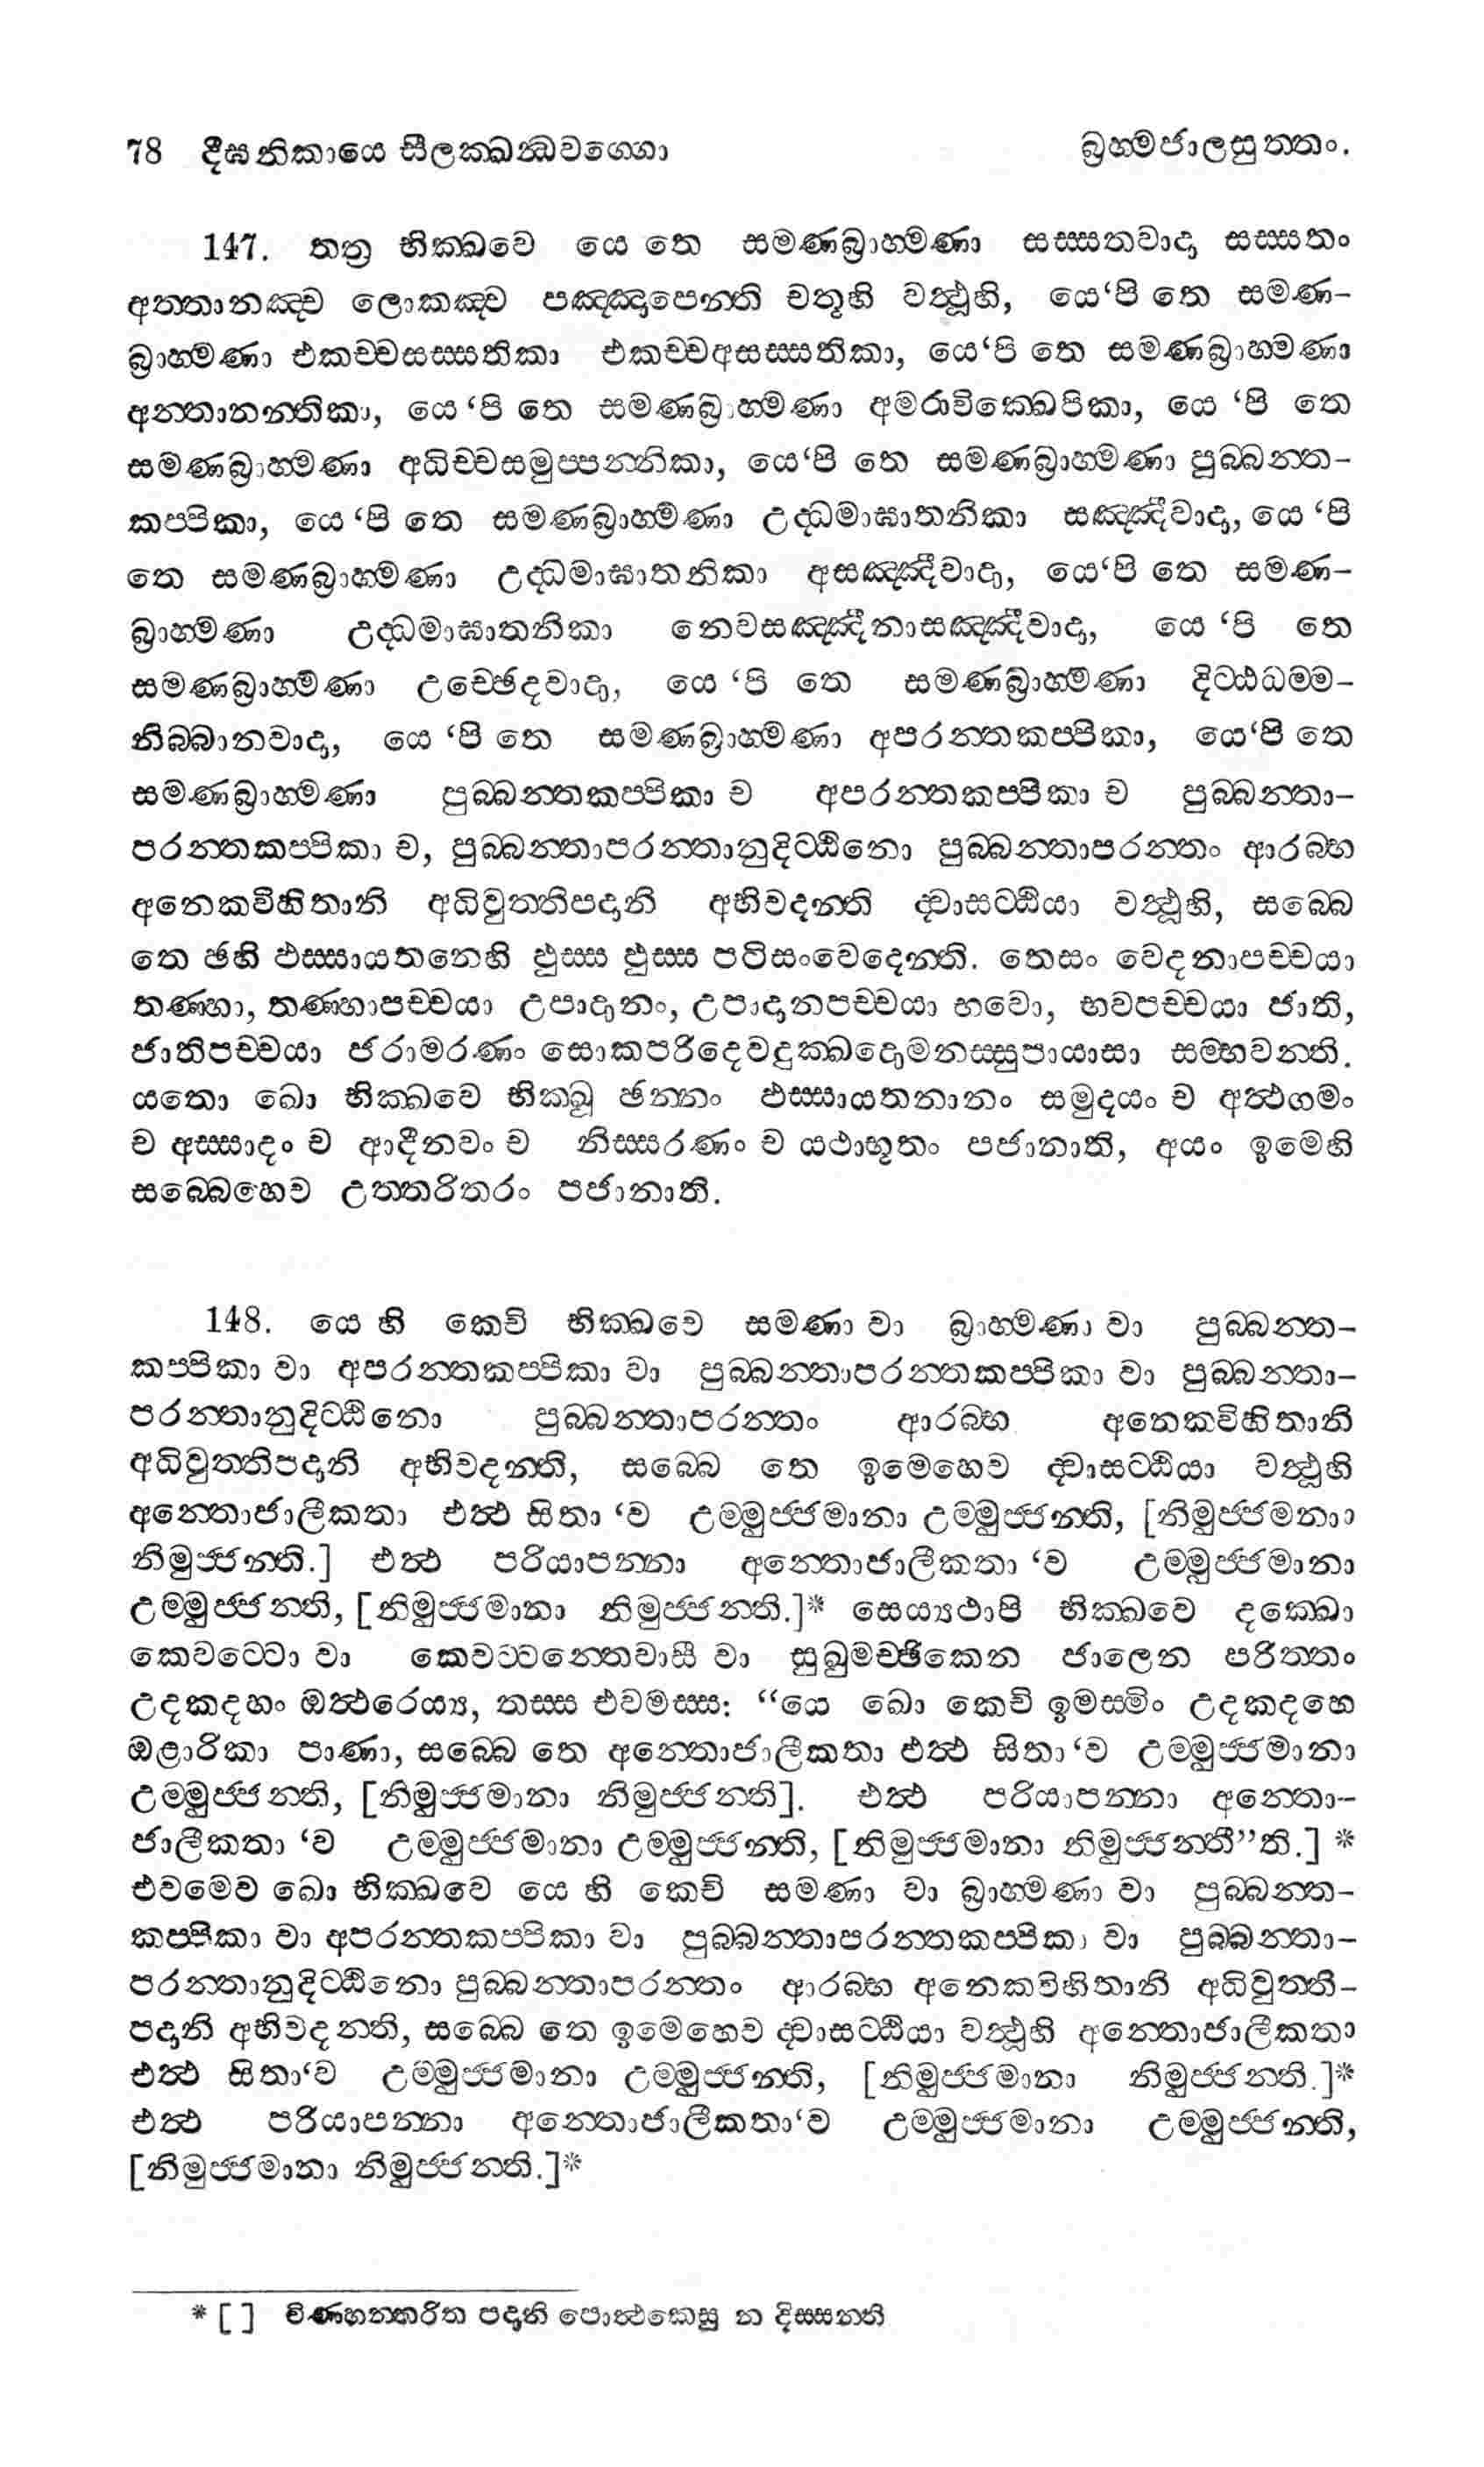 78 දීඝනිකායෙ සීලක්ඛන්ධවග්ගො බ්‍රහ්මජාලසුත්තං.
147. තත්‍ර භික්ඛවෙ යෙ තෙ සමණබ්‍රාහ්මණා සස්සතවාදා සස්සතං
අත්තානඤ්ච ලොකඤ්ච පඤ්ඤාපෙන්ති චතූහි වත්ථූහි, යෙ‘පි තෙ සමණ-
බ්‍රාහ්මණා එකච්චසස්සතිකා එකච්චඅසස්සතිකා, යෙ‘පි තෙ සමණබ්‍රාහ්මණා
අන්තානන්තිකා, යෙ ‘පි තෙ සමණබ්‍රාහ්මණා අමරාවික්ඛෙපිකා, යෙ ‘පි තෙ
සමණබ්‍රාහ්මණා අධිච්චසමුප්පන්නිකා, යෙ‘පි තෙ සමණබ්‍රාහ්මණා පුබ්බන්ත-
කප්පිකා, යෙ ‘පි තෙ සමණබ්‍රාහ්මණා උද්ධමාඝාතනිකා සඤ්ඤීවාදා, යෙ ‘පි
තෙ සමණබ්‍රාහ්මණා උද්ධමාඝාතනිකා අසඤ්ඤීවාදා, යෙ‘පි තෙ සමණ-
බ්‍රාහ්මණා උද්ධමාඝාතනිකා නෙවසඤ්ඤීනාසඤ්ඤීවාදා, යෙ ‘පි තෙ
සමණබ්‍රාහ්මණා උච්ඡෙදවාදා, යෙ ‘පි තෙ සමණබ්‍රාහ්මණා දිට්ඨධම්ම-
නිබ්බානවාදා, යෙ ‘පි තෙ සමණබ්‍රාහ්මණා අපරන්තකප්පිකා, යෙ‘පි තෙ
සමණබ්‍රාහ්මණා පුබ්බන්තකප්පිකා ච අපරන්තකප්පිකා ච පුබ්බන්තා-
පරන්තකප්පිකා ච, පුබ්බන්තාපරන්තානුදිට්ඨිනො පුබ්බන්තාපරන්තං ආරබ්භ
අනෙකවිහිතානි අධිවුත්තිපදානි අභිවදන්ති ද්වාසට්ඨියා වත්ථූහි, සබ්බෙ
තෙ ඡහි ඵස්සායතනෙහි ඵුස්ස ඵුස්ස පටිසංවෙදෙන්ති. තෙසං වෙදනාපච්චයා
තණ්හා, තණ්හාපච්චයා උපාදානං, උපාදානපච්චයා භවො, භවපච්චයා ජාති,
ජාතිපච්චයා ජරාමරණං සොකපරිදෙවදුක්ඛදොමනස්සුපායාසා සම්භවන්ති.
යතො ඛො භික්ඛවෙ භික්ඛු ඡන්නං ඵස්සායතනානං සමුදයං ච අත්ථගමං
ච අස්සාදං ච ආදීනවං ච නිස්සරණං ච යථාභූතං පජානාති, අයං ඉමෙහි
සබ්බෙහෙව උත්තරිතරං පජානාති.
148. යෙ හි කෙචි භික්ඛවෙ සමණා වා බ්‍රාහ්මණා වා පුබ්බන්ත-
කප්පිකා වා අපරන්තකප්පිකා වා පුබ්බන්තාපරන්තකප්පිකා වා පුබ්බන්තා-
පරන්තානුදිට්ඨිනො පුබ්බන්තාපරන්තං ආරබ්භ අනෙකවිහිතානි
අධිවුත්තිපදානි අභිවදන්ති, සබ්බෙ තෙ ඉමෙහෙව ද්වාසට්ඨියා වත්ථූහි
අන්තොජාලීකතා එත්ථ සිතා ‘ව උම්මුජ්ජමානා උම්මුජ්ජන්ති, [නිමුජ්ජමනාා
නිමුජ්ජන්ති.] එත්ථ පරියාපන්නා අන්තොජාලීකතා ‘ව උම්මුජ්ජමානා
උම්මුජ්ජන්ති, [නිමුජ්ජමානා නිමුජ්ජන්ති.]* සෙය්‍යථාපි භික්ඛවෙ දක්ඛො
කෙවට්ටො වා කෙවට්ටන්තෙවාසී වා සුඛුමච්ඡිකෙන ජාලෙන පරිත්තං
උදකදහං ඔත්ථරෙය්‍ය, තස්ස එවමස්ස: “යෙ ඛො කෙචි ඉමස්මිං උදකදහෙ
ඔළාරිකා පාණා, සබ්බෙ තෙ අන්තොජාලීකතා එත්ථ සිතා‘ව උම්මුජ්ජමානා
උම්මුජ්ජන්ති, [නිමුජ්ජමානා නිමුජ්ජන්ති]. එත්ථ පරියාපන්නා අන්තො-
ජාලීකතා ‘ව උම්මුජ්ජමානා උම්මුජ්ජන්ති, [නිමුජ්ජමානා නිමුජ්ජන්තී”ති.] *
එවමෙව ඛො භික්ඛවෙ යෙ හි කෙචි සමණා වා බ්‍රාහ්මණා වා පුබ්බන්ත-
කප්පිකා වා අපරන්තකප්පිකා වා පුබ්බන්තාපරන්තකප්පිකා වා පුබ්බන්තා-
පරන්තානුදිට්ඨිනො පුබ්බන්තාපරන්තං ආරබ්භ අනෙකවිහිතානි අධිවුත්ති-
පදානි අභිවදන්ති, සබ්බෙ තෙ ඉමෙහෙව ද්වාසට්ඨියා වත්ථූහි අන්තොජාලීකතා
එත්ථ සිතා‘ව උම්මුජ්ජමානා උම්මුජ්ජන්ති, [නිමුජ්ජමානා නිමුජ්ජන්ති.]*
එත්ථ පරියාපන්නා අන්තොජාලීකතා‘ව උම්මුජ්ජමානා උම්මුජ්ජන්ති,
[නිමුජ්ජමානා නිමුජ්ජන්ති.]*
* [ ] චිණ්හන්තරිත පදානි පොත්ථකෙසු න දිස්සන්ති